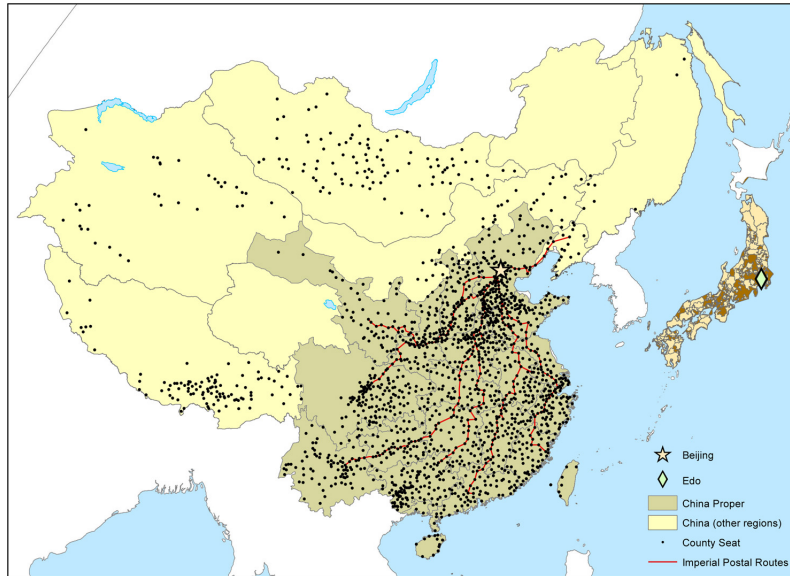 Beijing
Edo
China Proper
China (other regions)
County Seat
Imperial Postal Routes